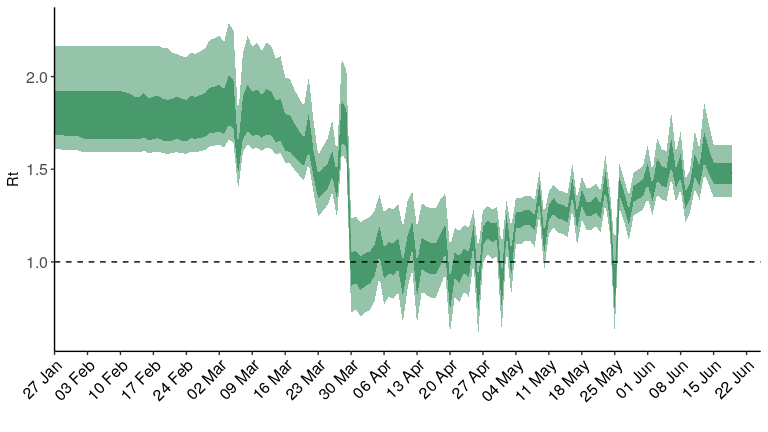 Rt
2.0
1.5
1.0
27 Jan
03 Feb
10 Feb
17 Feb
24 Feb
02 Mar
09 Mar
16 Mar
23 Mar
30 Mar
06 Apr
13 Apr
20 Apr
27 Apr
04 May
11 May
18 May
25 May
01 Jun
08 Jun
15 Jun
22 Jun